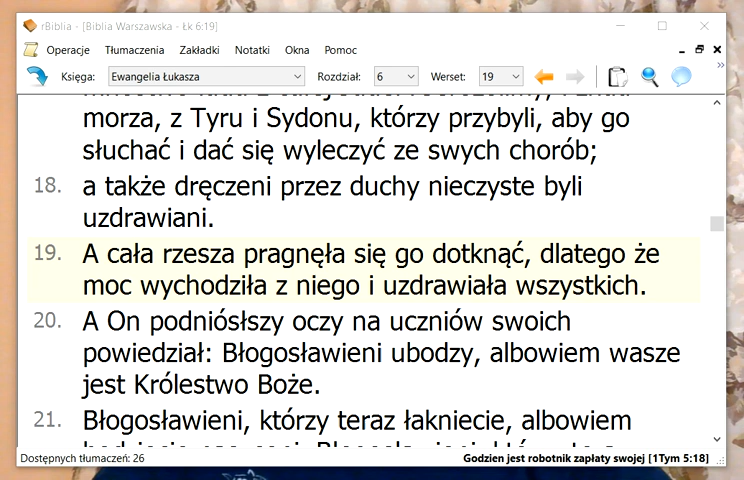 rBiblia - [Biblia Warszawska - Łk 6:19]
Operacje Tłumaczenia Zakładki Notatki Okna Pomoc
Księga: Ewangelia Łukasza Rozdział: 6 Werset: 19
morza, z Tyru i Sydonu, którzy przybyli, aby go
słuchać i dać się wyleczyć ze swych chorób;
18. a także dręczeni przez duchy nieczyste byli
uzdrawiani.
19. A cała rzesza pragnęła się go dotknąć, dlatego że
moc wychodziła z niego i uzdrawiała wszystkich.
20. A On podniósłszy oczy na uczniów swoich
powiedział: Błogosławieni ubodzy, albowiem wasze
jest Królestwo Boże.
21. Błogosławieni, którzy teraz łakniecie, albowiem
Dostępnych tłumaczeń: 26 Godzien jest robotnik zapłaty swojej [1Tym 5:18]